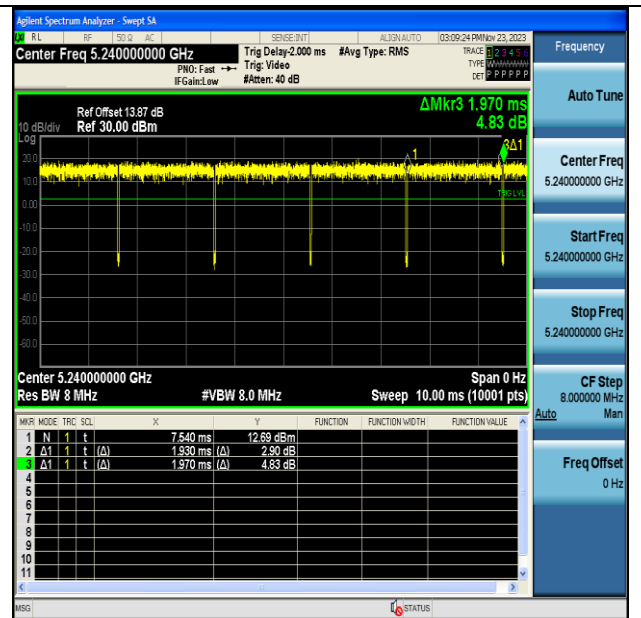 Agilent Spectrum Analyzer - Swept SA
RL RF 50 Ω AC SENSE:INT ALIGN AUTO 03:09:24 PM Nov 23, 2023
Center Freq 5.240000000 GHz Trig Delay-2.000 ms #Avg Type: RMS TRACE 1 2 3 4 5 6
PNO: Fast Trig: Video TYPE WWWWWW
IFGain:Low #Atten: 40 dB DET P P P P P P
Frequency
Auto Tune
Center Freq
5.240000000 GHz
Start Freq
5.240000000 GHz
Stop Freq
5.240000000 GHz
CF Step
8.000000 MHz
Auto Man
Freq Offset
0 Hz
ΔMkr3 1.970 ms
4.83 dB
Ref Offset 13.87 dB
10 dB/div Ref 30.00 dBm
Log
20.0
10.0
0.00
-10.0
-20.0
-30.0
-40.0
-50.0
-60.0
1
3Δ1
TRIG LVL
Center 5.240000000 GHz Span 0 Hz
Res BW 8 MHz #VBW 8.0 MHz Sweep 10.00 ms (10001 pts)
MKR MODE TRC SCL X Y FUNCTION FUNCTION WIDTH FUNCTION VALUE
1 N 1 t 7.540 ms 12.69 dBm
2 Δ1 1 t (Δ) 1.930 ms (Δ) 2.90 dB
3 Δ1 1 t (Δ) 1.970 ms (Δ) 4.83 dB
4
5
6
7
8
9
10
11
MSG STATUS